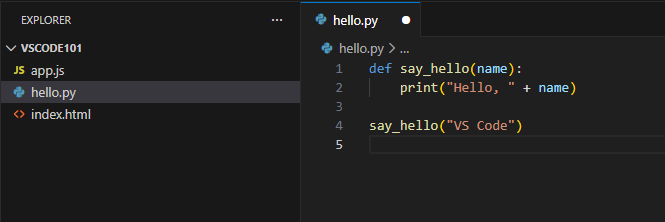 EXPLORER ...
VSCODE101
JS app.js
hello.py
<> index.html
hello.py
hello.py > ...
1 def say_hello(name):
2     print("Hello, " + name)
3
4 say_hello("VS Code")
5